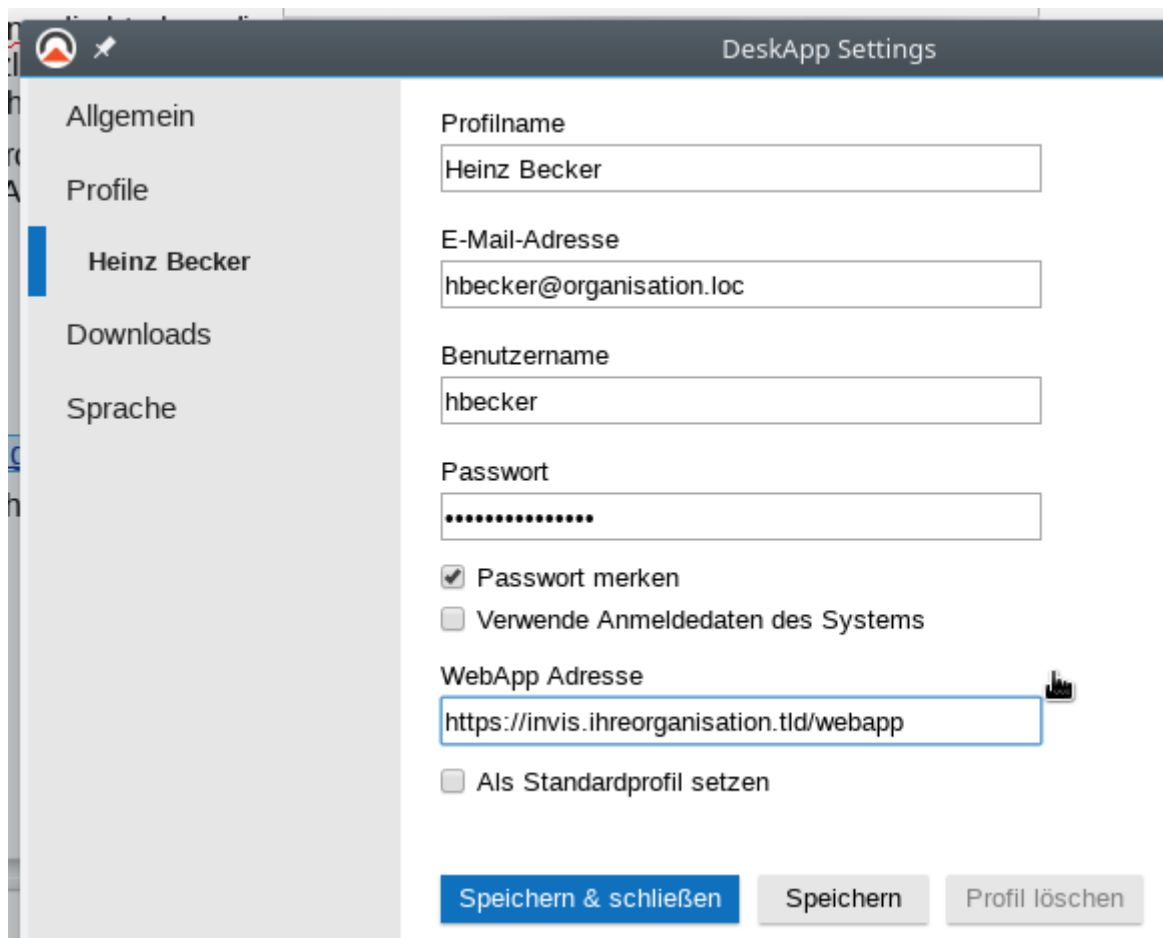 DeskApp Settings
Allgemein
Profile
Heinz Becker
Downloads
Sprache
Profilname
Heinz Becker
E-Mail-Adresse
hbecker@organisation.loc
Benutzername
hbecker
Passwort
•••••••••••••••
Passwort merken
Verwende Anmeldedaten des Systems
WebApp Adresse
https://invis.ihreorganisation.tld/webapp
Als Standardprofil setzen
Speichern & schließen
Speichern
Profil löschen